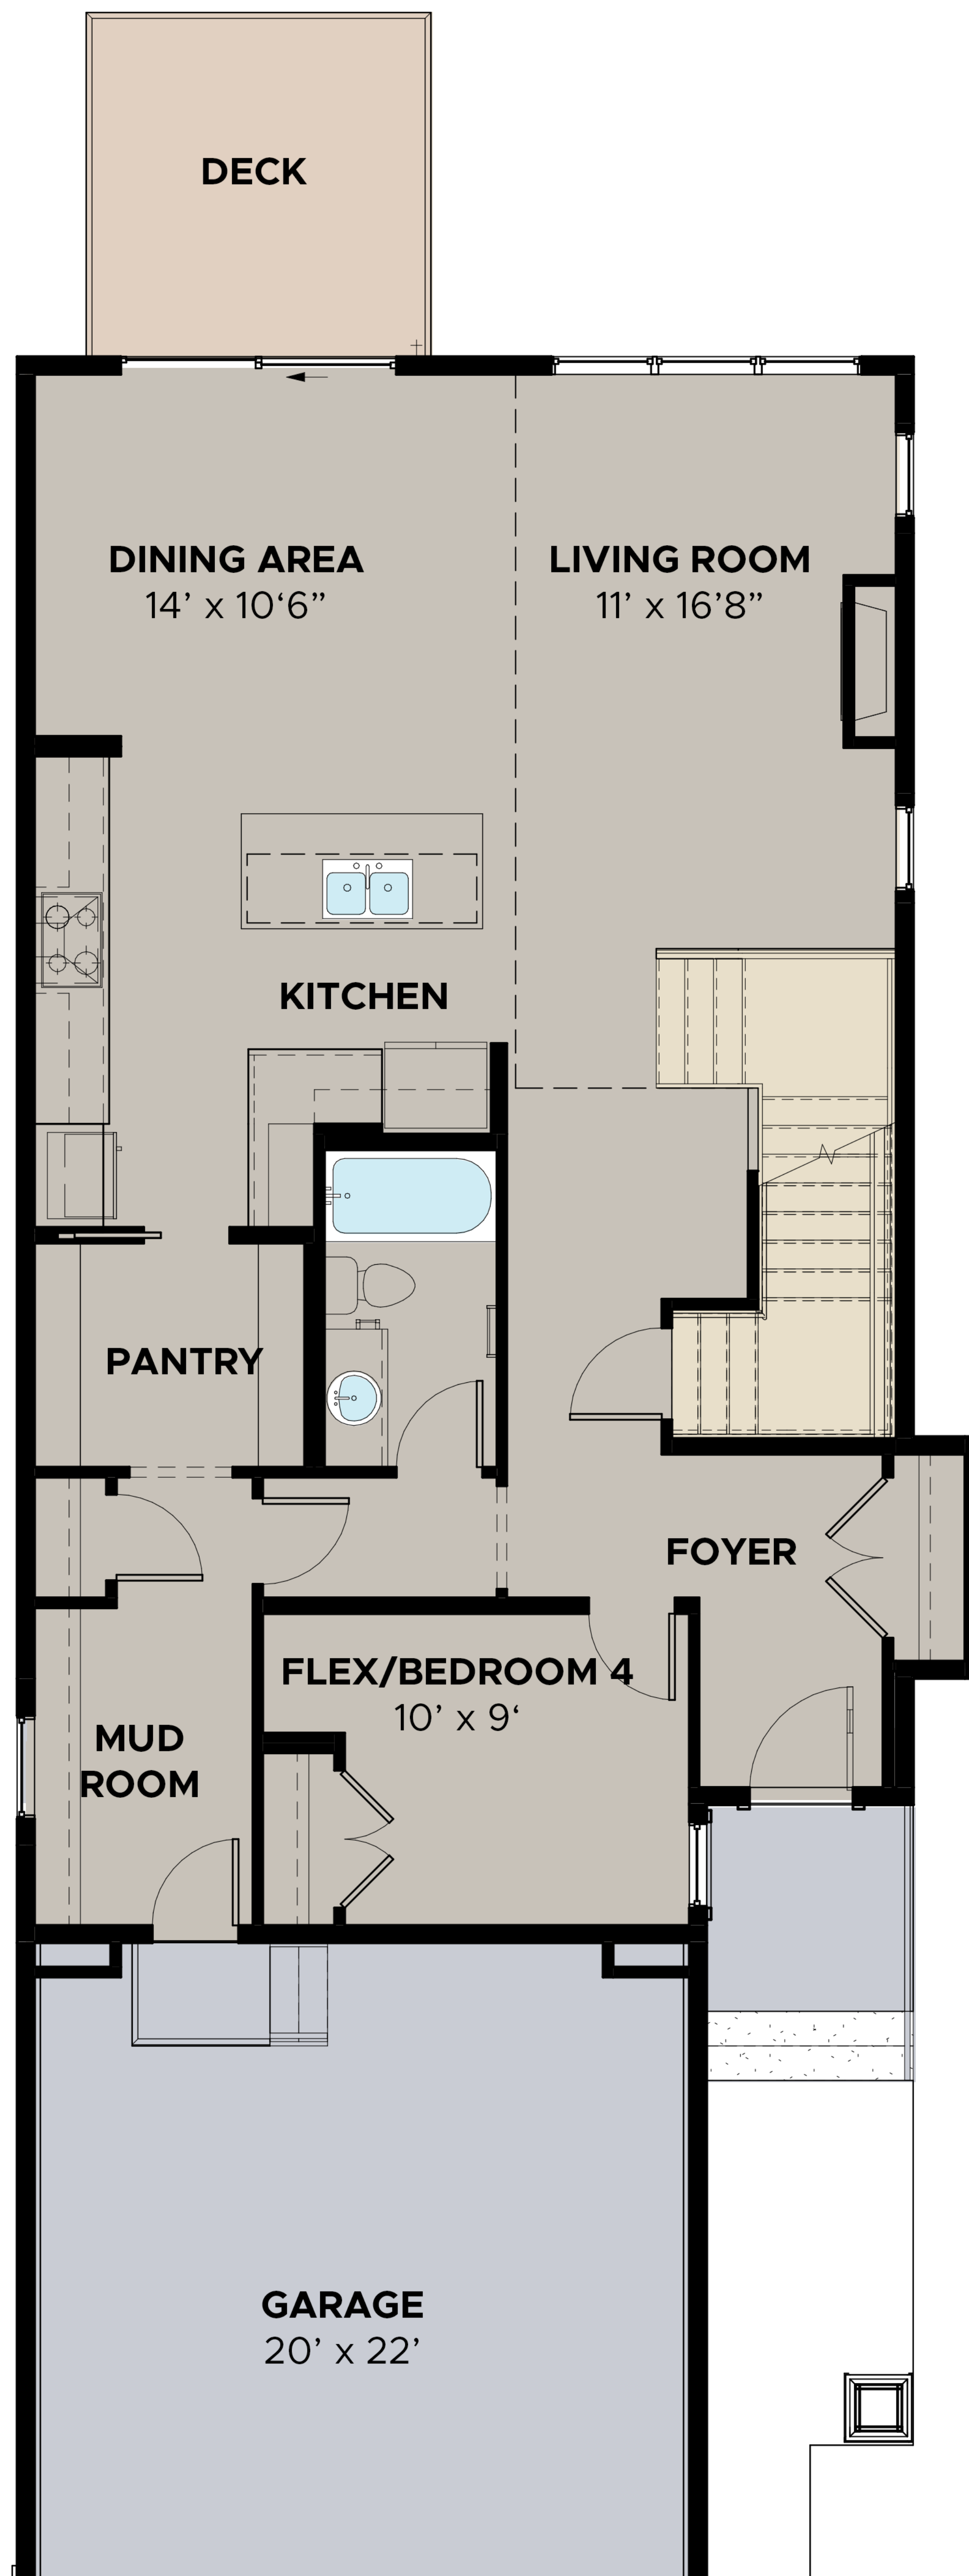 DECK
DINING AREA
14’ x 10‘6”
LIVING ROOM
11’ x 16’8”
KITCHEN
PANTRY
FOYER
FLEX/BEDROOM 4
10’ x 9‘
MUD
ROOM
GARAGE
20’ x 22’